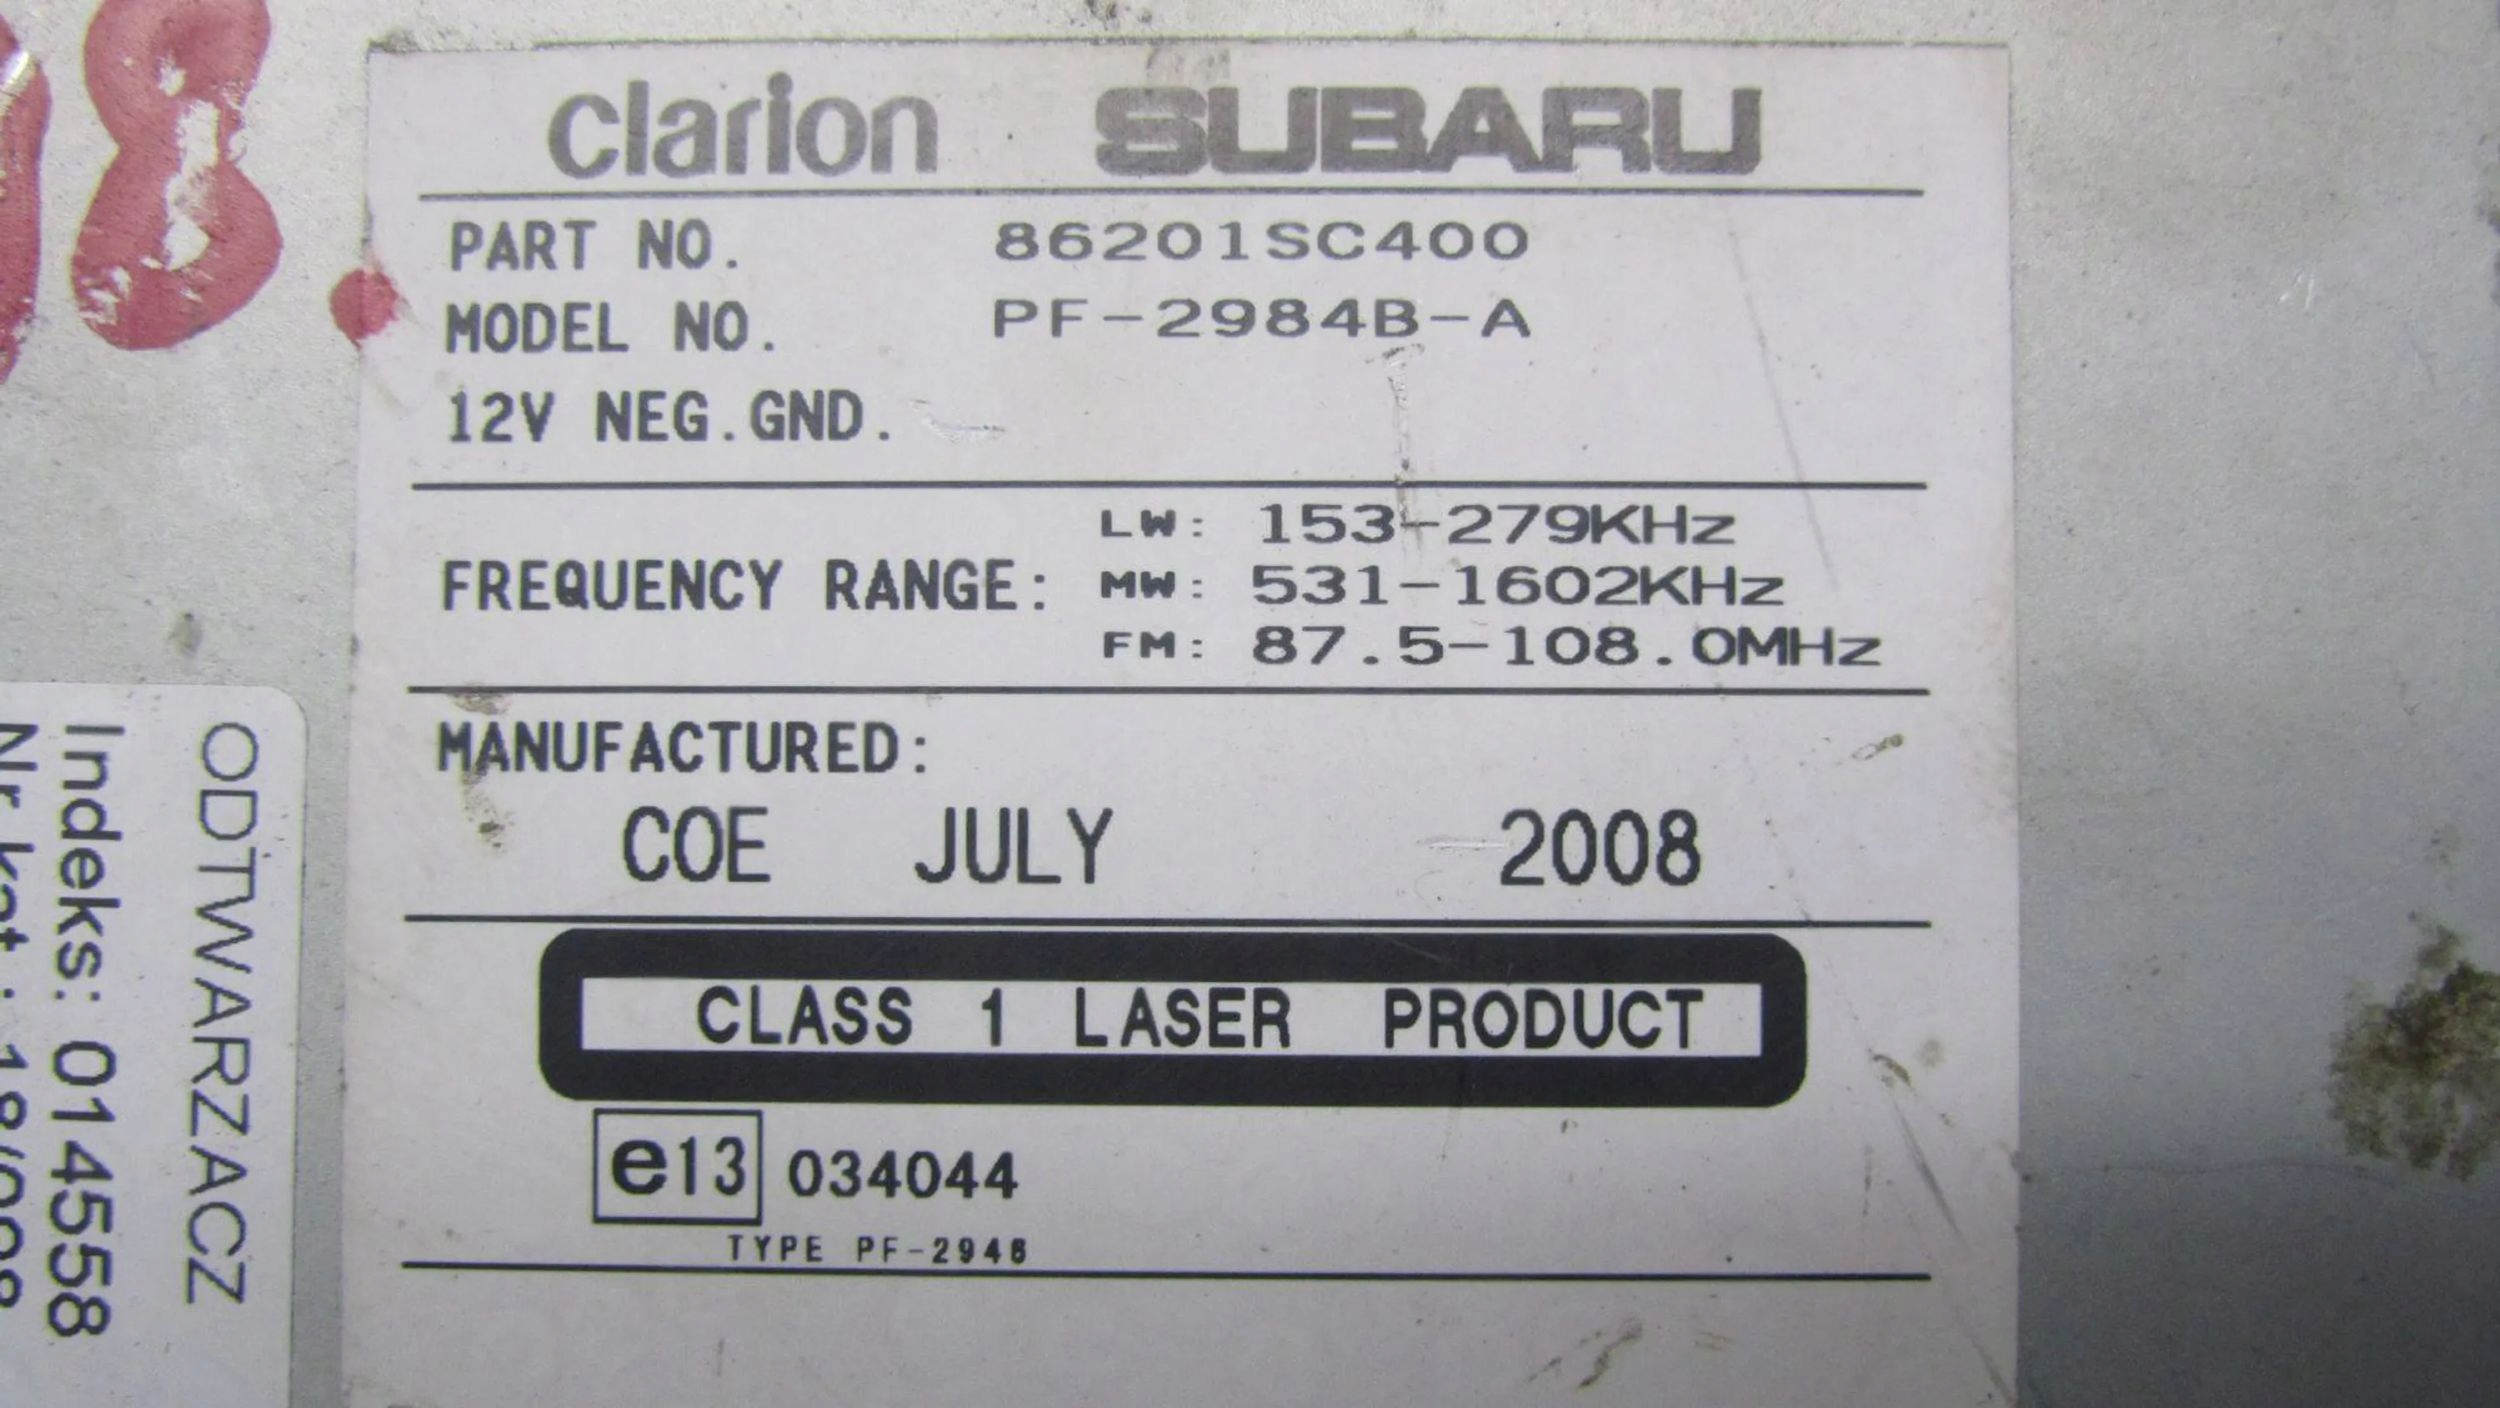 clarion SUBARU
PART NO. 86201SC400
MODEL NO. PF-2984B-A
12V NEG.GND.
FREQUENCY RANGE:
LW: 153-279KHz
MW: 531-1602KHz
FM: 87.5-108.0MHz
MANUFACTURED:
COE JULY 2008
CLASS 1 LASER PRODUCT
e13 034044
TYPE PF-2946
ODTWARZACZ
Indeks: 014558
8.